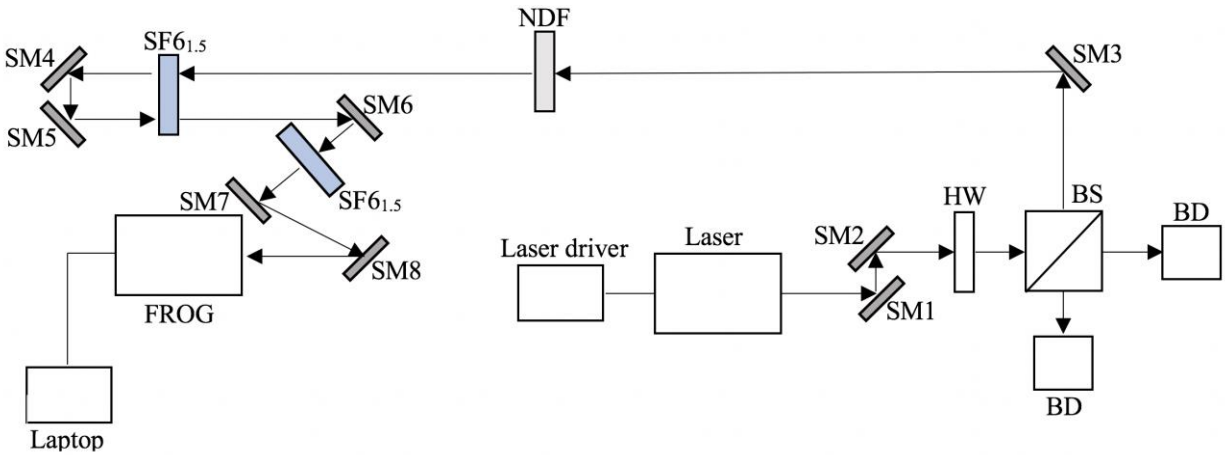 NDF
SF6₁.₅
SM4
SM3
SM6
SM5
SF6₁.₅
SM7
HW
BS
BD
SM2
Laser
Laser driver
SM8
SM1
FROG
BD
Laptop